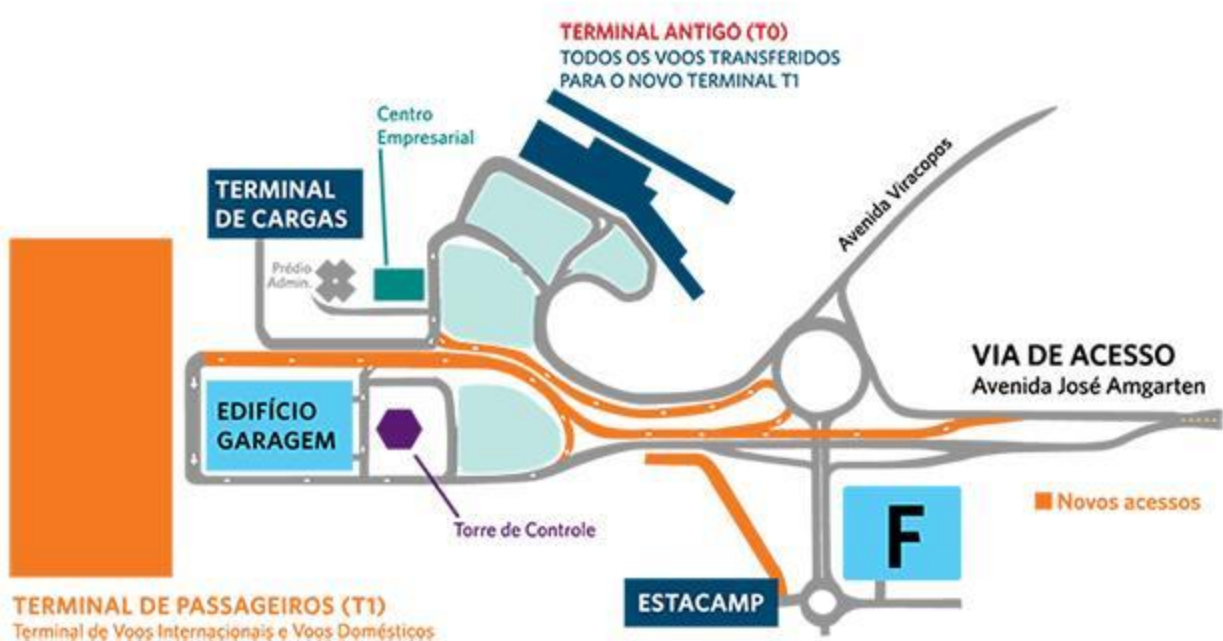 TERMINAL ANTIGO (T0)
TODOS OS VOOS TRANSFERIDOS
PARA O NOVO TERMINAL T1
Centro
Empresarial
TERMINAL
DE CARGAS
Avenida Viracopos
Prédio
Admin.
VIA DE ACESSO
Avenida José Amgarten
EDIFÍCIO
GARAGEM
Novos acessos
F
Torre de Controle
ESTACAMP
TERMINAL DE PASSAGEIROS (T1)
Terminal de Voos Internacionais e Voos Domésticos